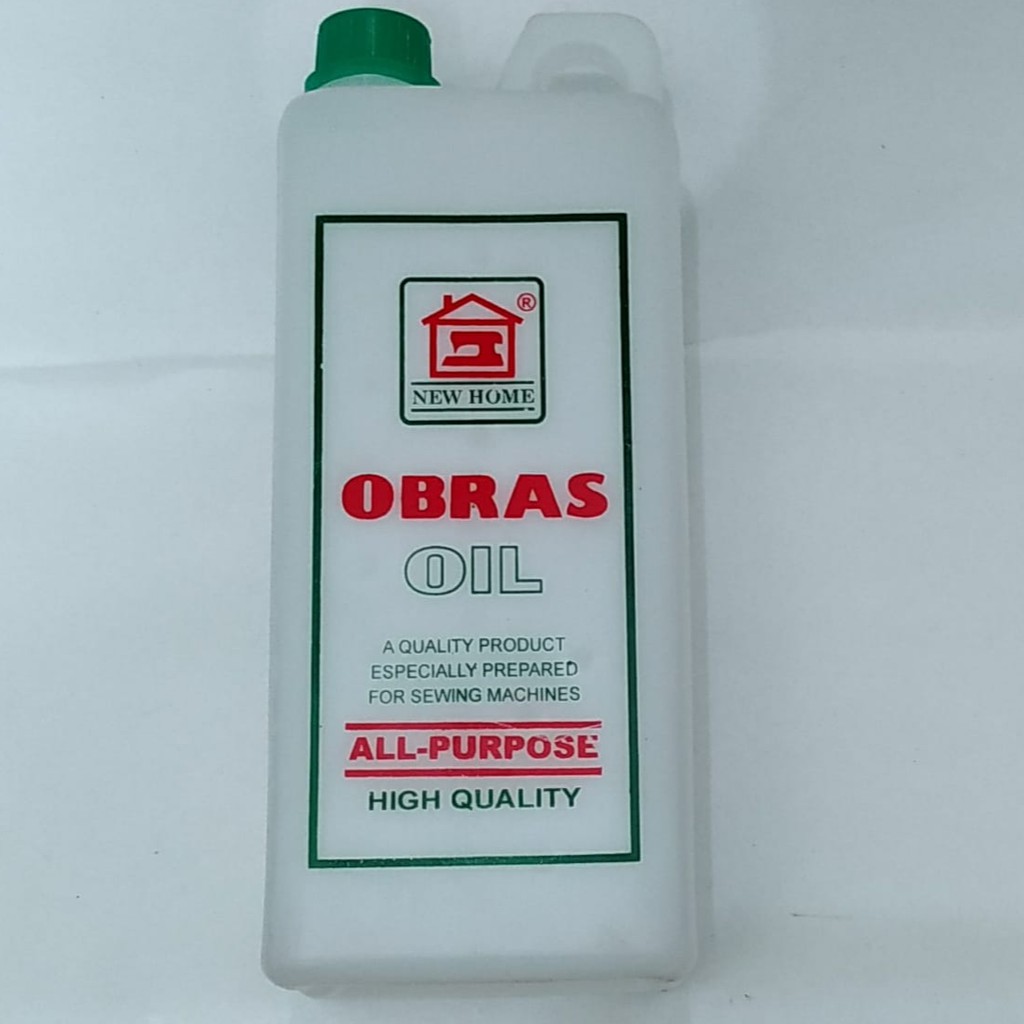 ®
NEW HOME
OBRAS
OIL
A QUALITY PRODUCT
ESPECIALLY PREPARED
FOR SEWING MACHINES
ALL-PURPOSE
HIGH QUALITY